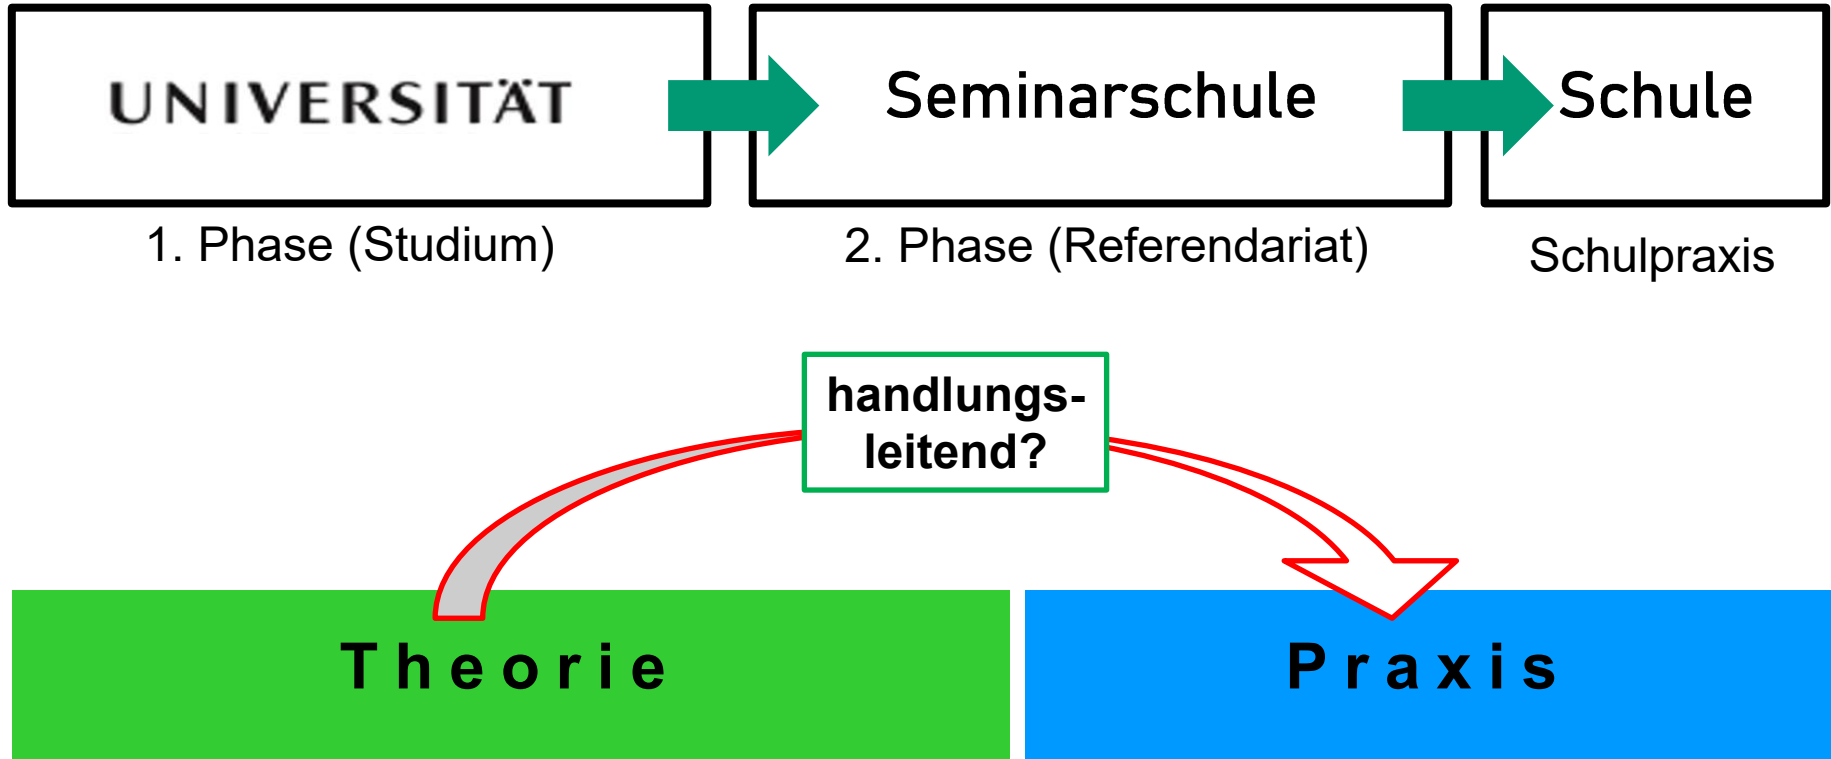 UNIVERSITÄT
Seminarschule
Schule
1. Phase (Studium)
2. Phase (Referendariat)
Schulpraxis
handlungs-
leitend?
Theorie
Praxis